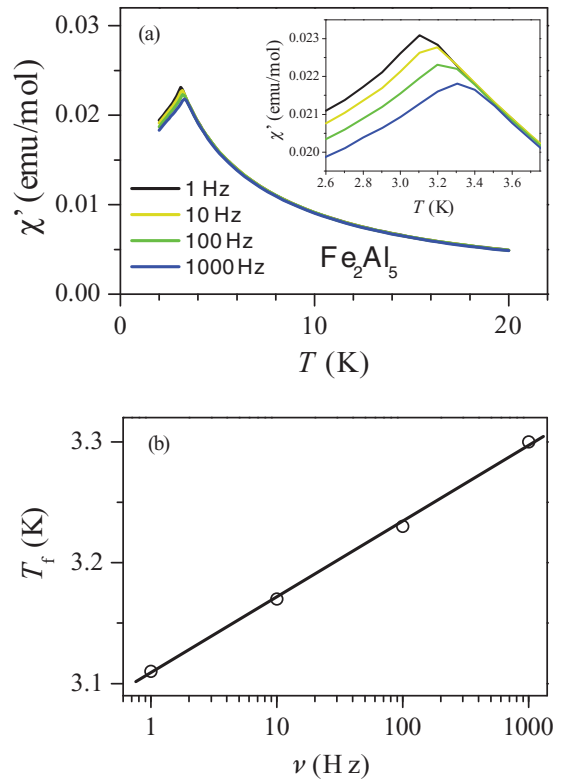 (a)
χ' (emu/mol)
0.03
0.02
0.01
0.00
0
10
20
T (K)
1 Hz
10 Hz
100 Hz
1000 Hz
Fe₂Al₅
χ' (emu/mol)
0.023
0.022
0.021
0.020
2.6 2.8 3.0 3.2 3.4 3.6
T (K)
(b)
T_f (K)
3.3
3.2
3.1
1 10 100 1000
ν (Hz)